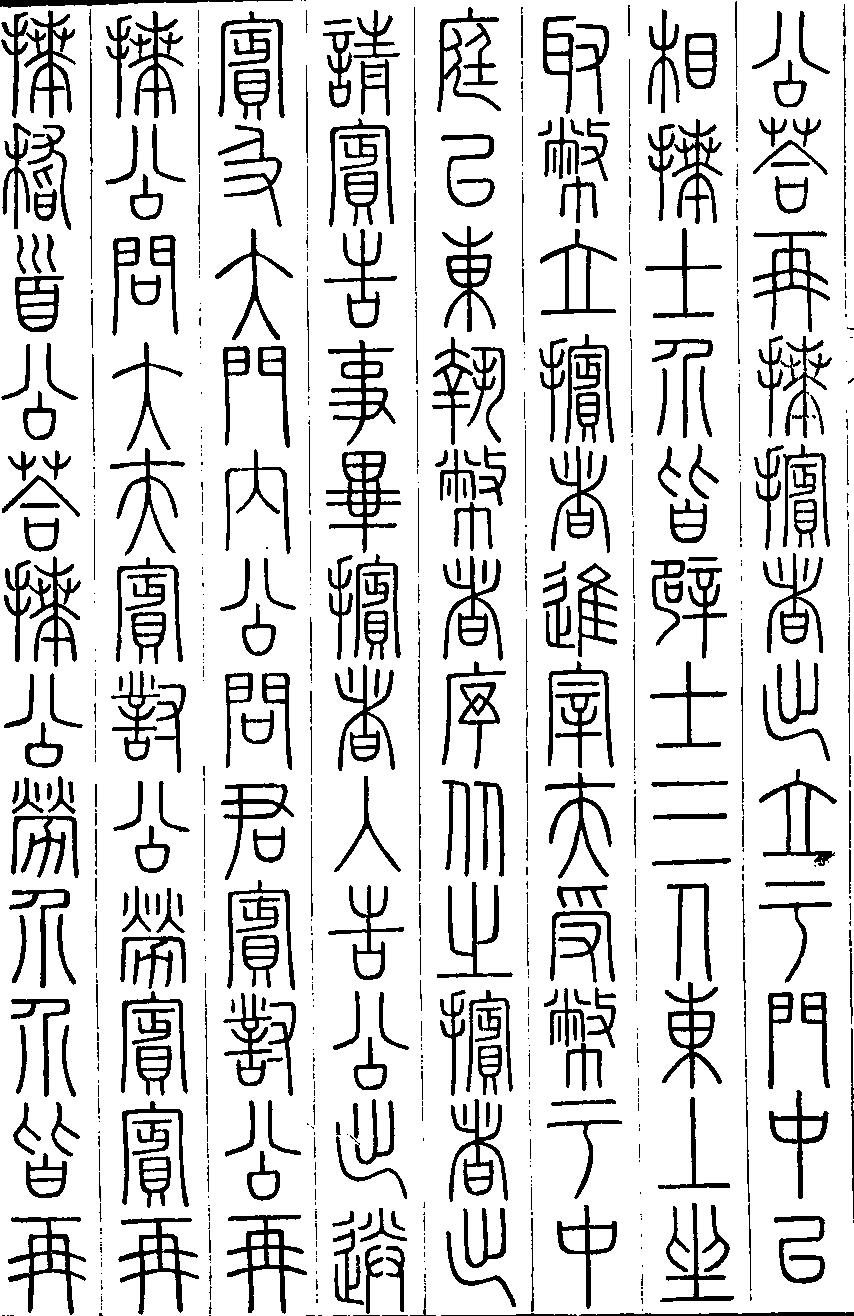 公荅再拜擯者出立于門中以
相拜士介皆辟士三人東上坐
取幣立擯者進宰夫受幣于中
庭以東執幣者序从之擯者出
請賓告事畢擯者入告公出送
賓及大門內公問君賓對公再
拜公問大夫賓對公勞賓賓再
拜稽首公荅拜公勞介介皆再